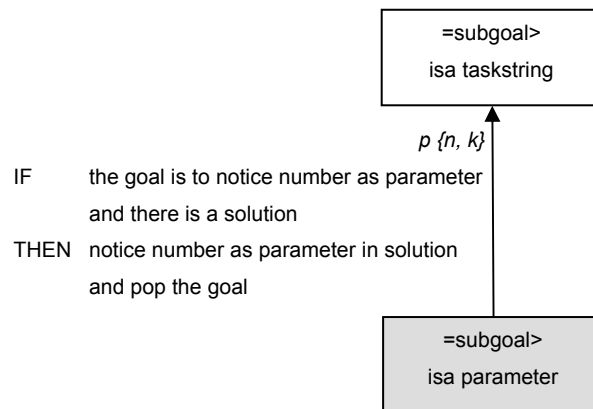 =subgoal>
isa taskstring
p {n, k}
IF the goal is to notice number as parameter
and there is a solution
THEN notice number as parameter in solution
and pop the goal
=subgoal>
isa parameter